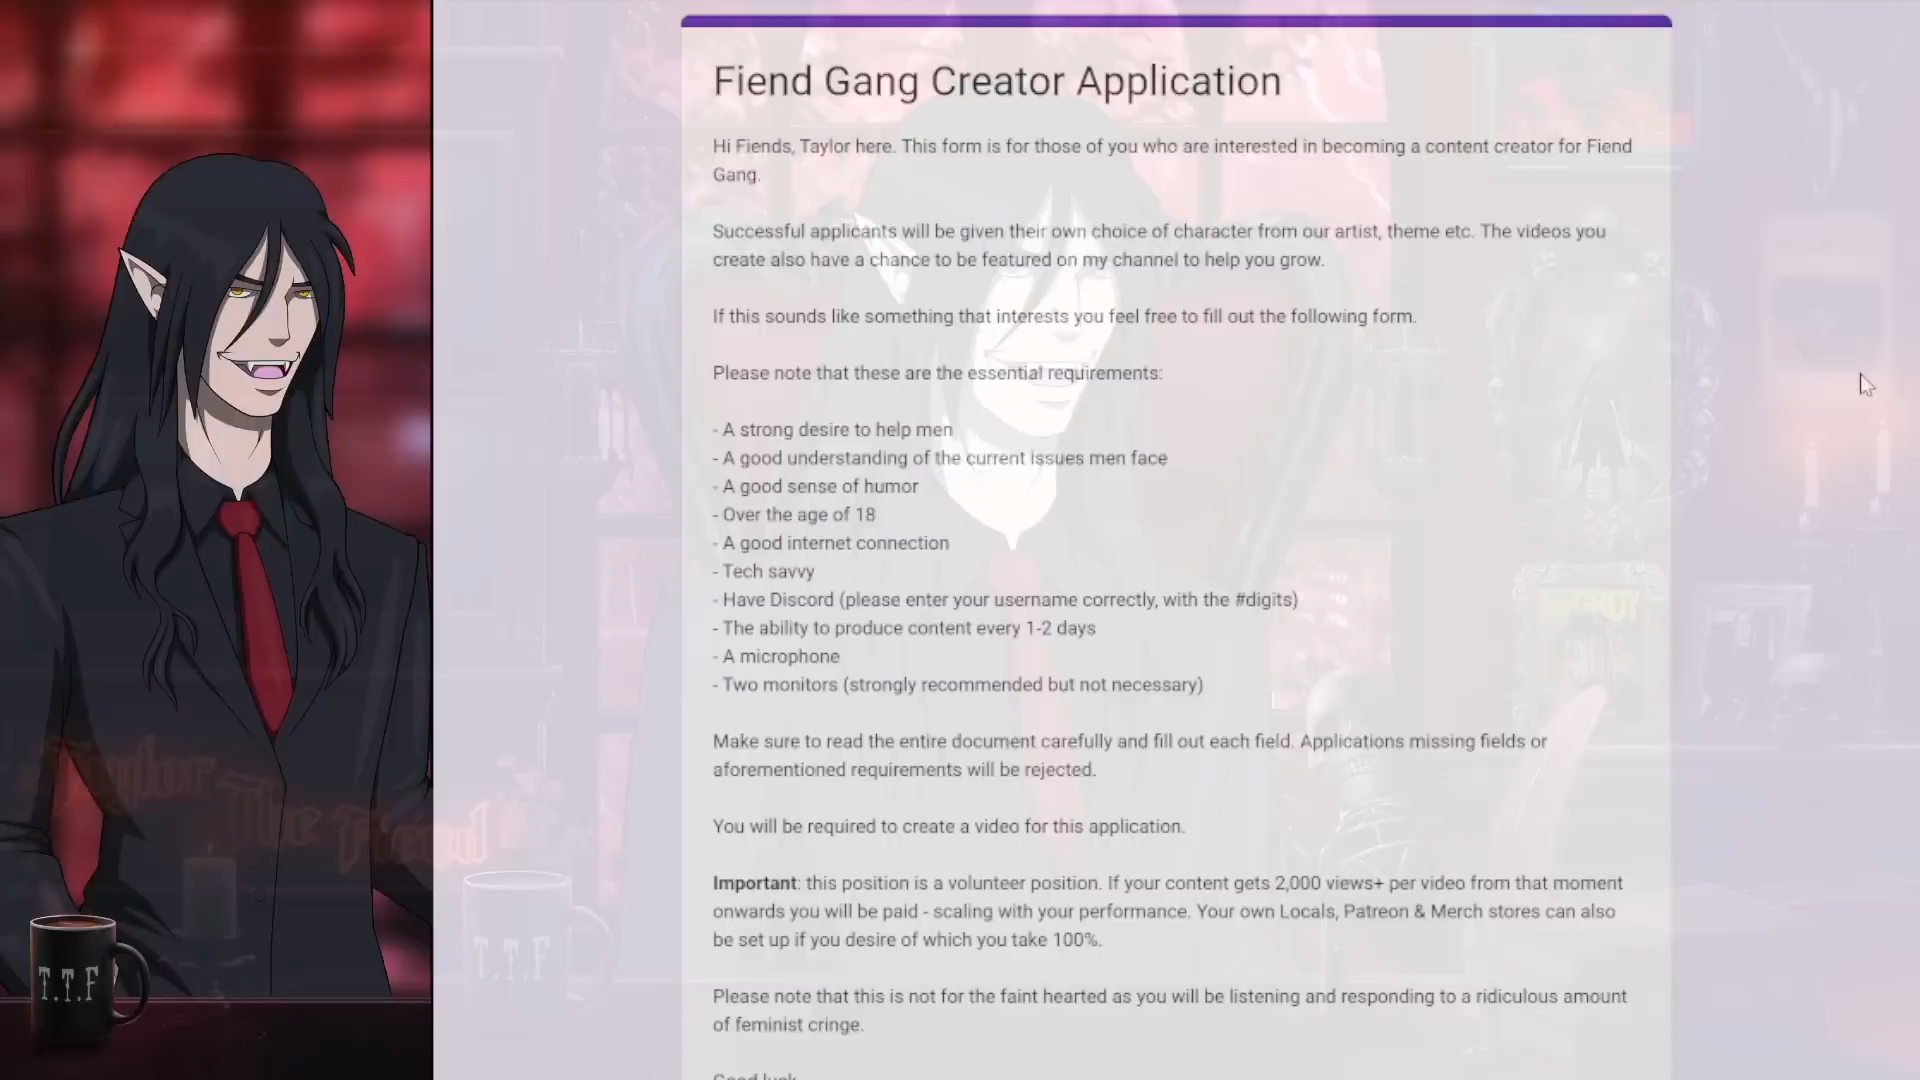 Fiend Gang Creator Application
Hi Fiends, Taylor here. This form is for those of you who are interested in becoming a content creator for Fiend
Gang.
Successful applicants will be given their own choice of character from our artist, theme etc. The videos you
create also have a chance to be featured on my channel to help you grow.
If this sounds like something that interests you feel free to fill out the following form.
Please note that these are the essential requirements:
- A strong desire to help men
- A good understanding of the current issues men face
- A good sense of humor
- Over the age of 18
- A good internet connection
- Tech savvy
- Have Discord (please enter your username correctly, with the #digits)
- The ability to produce content every 1-2 days
- A microphone
- Two monitors (strongly recommended but not necessary)
Make sure to read the entire document carefully and fill out each field. Applications missing fields or
aforementioned requirements will be rejected.
You will be required to create a video for this application.
Important: this position is a volunteer position. If your content gets 2,000 views+ per video from that moment
onwards you will be paid - scaling with your performance. Your own Locals, Patreon & Merch stores can also
be set up if you desire of which you take 100%.
Please note that this is not for the faint hearted as you will be listening and responding to a ridiculous amount
of feminist cringe.
Taylor The Fiend
T.T.F
T.T.F